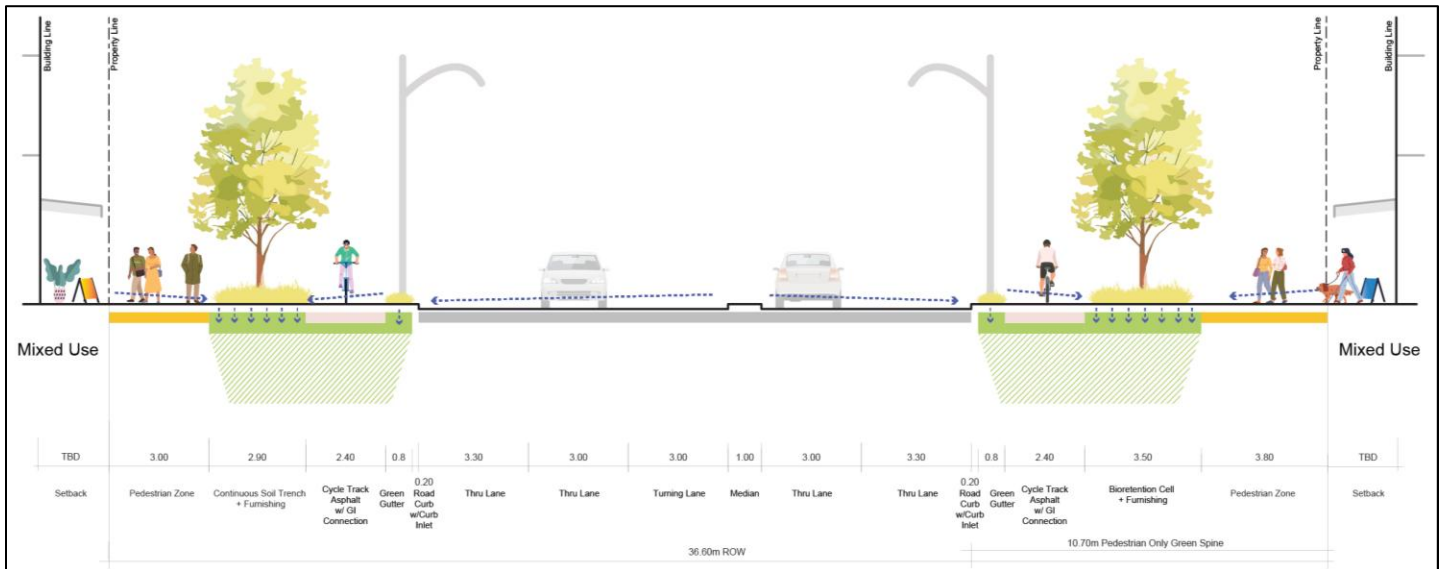 Building Line
Property Line
Property Line
Building Line
Mixed Use
Mixed Use
TBD
3.00
2.90
2.40
0.8
0.20
3.30
3.00
3.00
1.00
3.00
3.30
0.20
0.8
2.40
3.50
3.80
TBD
Setback
Pedestrian Zone
Continuous Soil Trench
+ Furnishing
Cycle Track
Asphalt
w/ GI
Connection
Green
Gutter
Road
Curb
w/Curb
Inlet
Thru Lane
Thru Lane
Turning Lane
Median
Thru Lane
Thru Lane
Road
Curb
w/Curb
Inlet
Green
Gutter
Cycle Track
Asphalt
w/ GI
Connection
Bioretention Cell
+ Furnishing
Pedestrian Zone
Setback
10.70m Pedestrian Only Green Spine
36.60m ROW